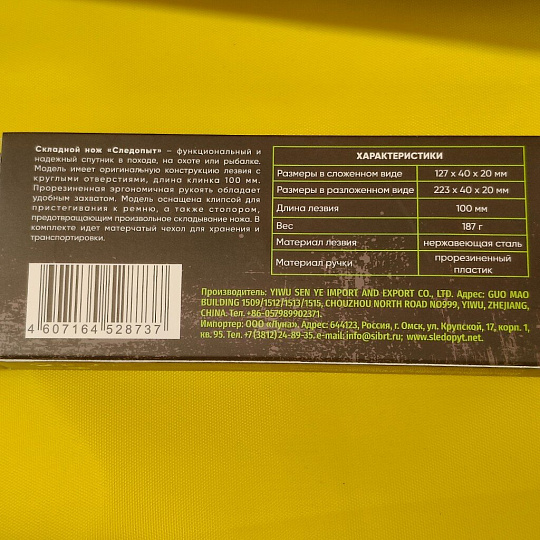 Складной нож «Следопыт» – функциональный и
надежный спутник в походе, на охоте или рыбалке.
Модель имеет оригинальную конструкцию лезвия с
круглыми отверстиями, длина клинка 100 мм.
Прорезиненная эргономичная рукоять обладает
удобным захватом. Модель оснащена клипсой для
пристегивания к ремню, а также стопором,
предотвращающим произвольное складывание ножа. В
комплекте идет матерчатый чехол для хранения и
транспортировки.
4 607164 528737
ХАРАКТЕРИСТИКИ
Размеры в сложенном виде 127 х 40 х 20 мм
Размеры в разложенном виде 223 х 40 х 20 мм
Длина лезвия 100 мм
Вес 187 г
Материал лезвия нержавеющая сталь
Материал ручки прорезиненный
пластик
Производитель: YIWU SEN YE IMPORT AND EXPORT CO., LTD. Адрес: GUO MAO
BUILDING 1509/1512/1513/1515, CHOUZHOU NORTH ROAD NO999, YIWU, ZHEJIANG,
CHINA. Тел. +86-057989902371.
Импортер: ООО «Луна». Адрес: 644123, Россия, г. Омск, ул. Крупской, 17, корп. 1,
кв. 95. Тел. +7 (3812) 24-89-35. e-mail: info@sibrt.ru; www.sledopyt.net.